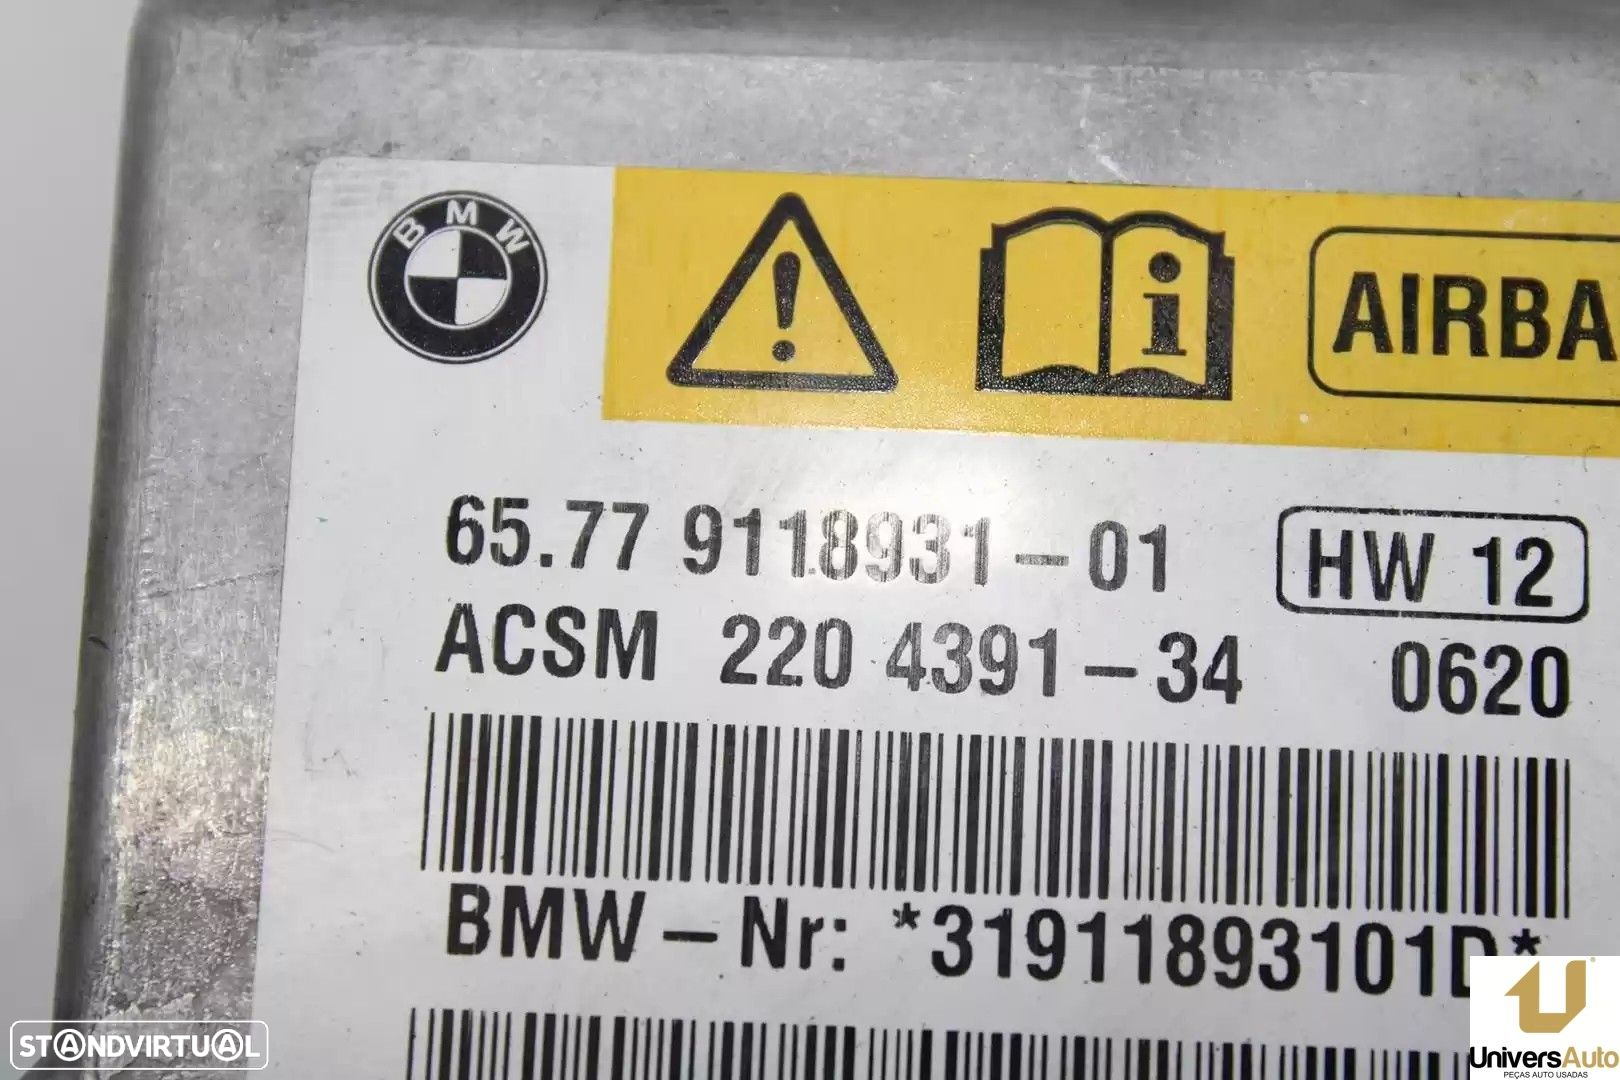 BMW
AIRBA
65.77 9118931-01 HW 12
ACSM 220 4391-34 0620
BMW-Nr: *31911893101D*
STANDVIRTUAL
UniversAuto
PEÇAS AUTO USADAS